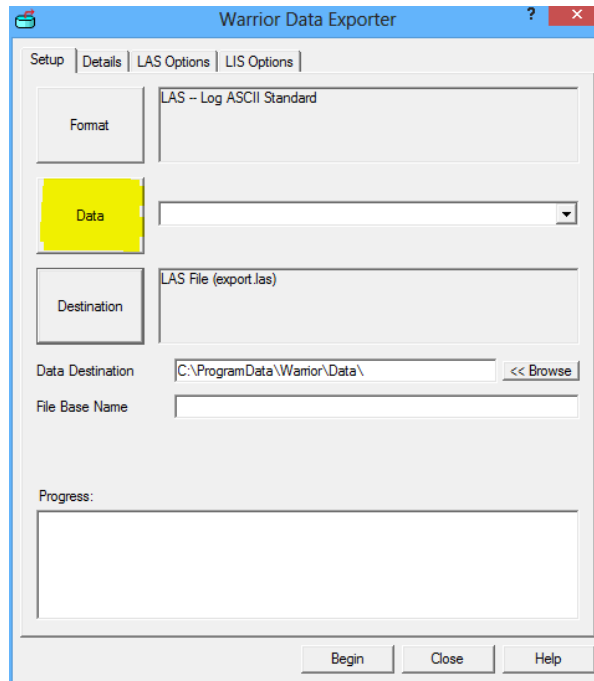 Warrior Data Exporter
?
Setup Details LAS Options LIS Options
Format
LAS -- Log ASCII Standard
Data
Destination
LAS File (export.las)
Data Destination
C:\ProgramData\Warrior\Data\
<< Browse
File Base Name
Progress:
Begin Close Help